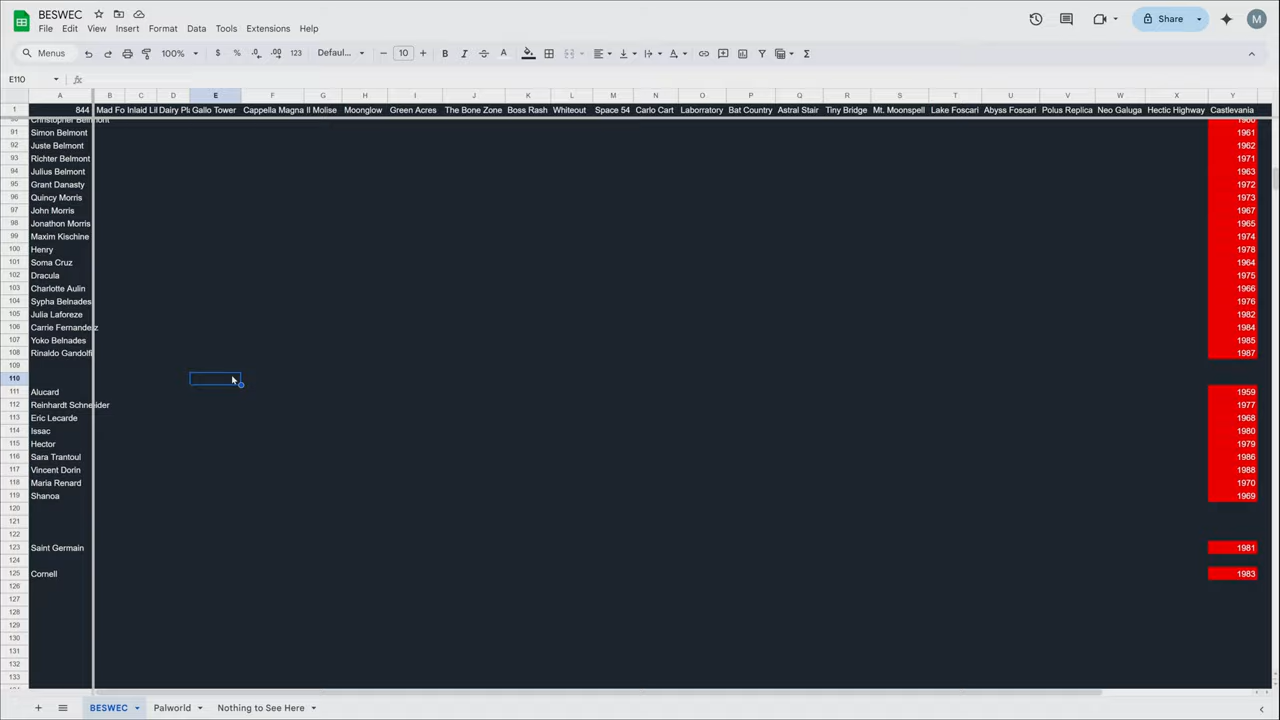 BESWEC
File Edit View Insert Format Data Tools Extensions Help
Share
M
Menus 100% $ % .0 .00 123 Defaul... 10 B I A Σ
E110 fx
A B C D E F G H I J K L M N O P Q R S T U V W X Y
1 844 Mad Fo Inlaid Lil Dairy Pl Gallo Tower Cappella Magna Il Molise Moonglow Green Acres The Bone Zone Boss Rash Whiteout Space 54 Carlo Cart Laborratory Bat Country Astral Stair Tiny Bridge Mt. Moonspell Lake Foscari Abyss Foscari Polus Replica Neo Galuga Hectic Highway Castlevania
90 Christopher Belmont 1960
91 Simon Belmont 1961
92 Juste Belmont 1962
93 Richter Belmont 1971
94 Julius Belmont 1963
95 Grant Danasty 1972
96 Quincy Morris 1973
97 John Morris 1967
98 Jonathon Morris 1965
99 Maxim Kischine 1974
100 Henry 1978
101 Soma Cruz 1964
102 Dracula 1975
103 Charlotte Aulin 1966
104 Sypha Belnades 1976
105 Julia Laforeze 1982
106 Carrie Fernandez 1984
107 Yoko Belnades 1985
108 Rinaldo Gandolfi 1987
109
110
111 Alucard 1959
112 Reinhardt Schneider 1977
113 Eric Lecarde 1968
114 Issac 1980
115 Hector 1979
116 Sara Trantoul 1986
117 Vincent Dorin 1988
118 Maria Renard 1970
119 Shanoa 1969
120
121
122
123 Saint Germain 1981
124
125 Cornell 1983
126
127
128
129
130
131
132
133
BESWEC Palworld Nothing to See Here